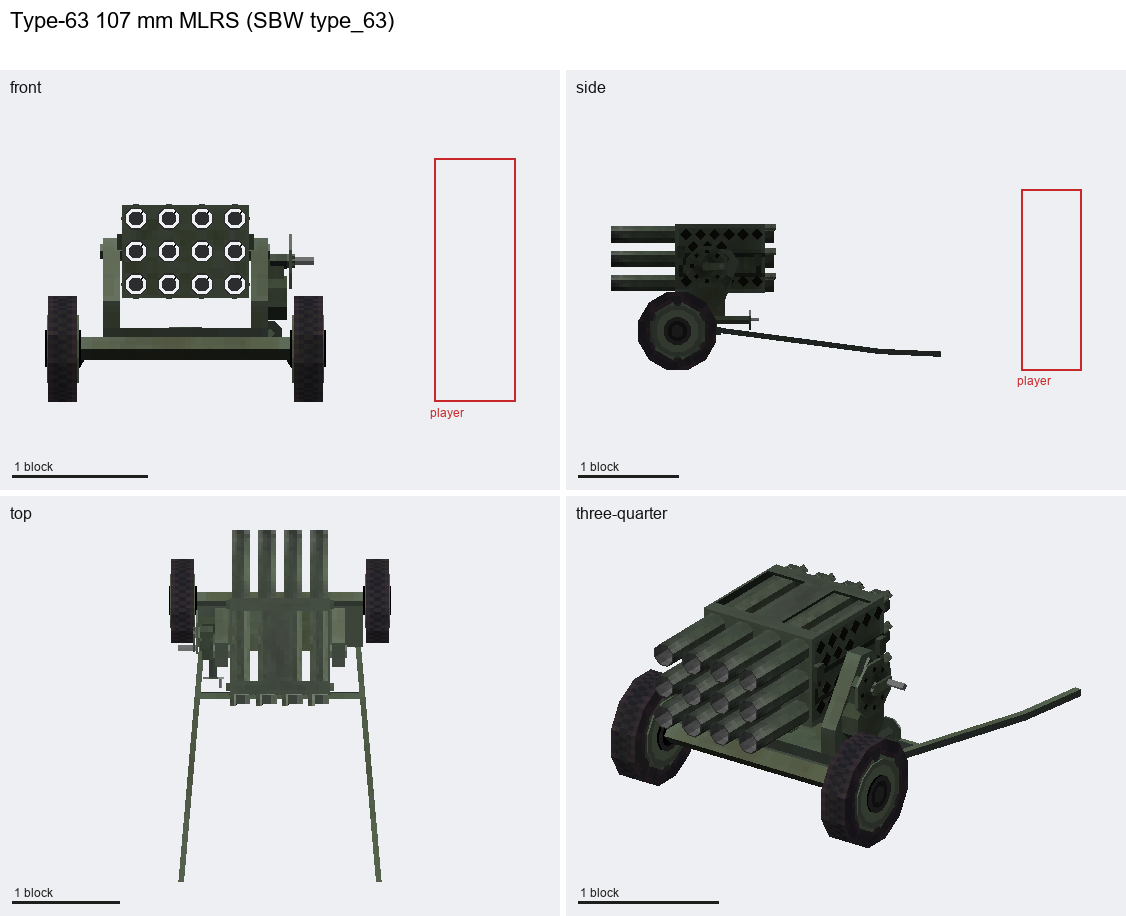 Type-63 107 mm MLRS (SBW type_63)
front
player
1 block
side
player
1 block
top
1 block
three-quarter
1 block